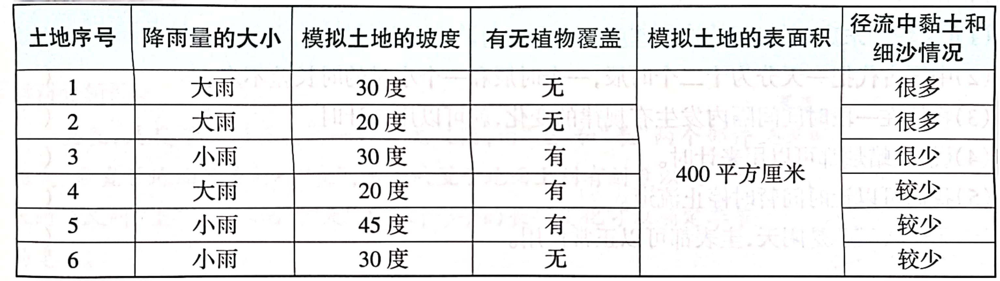 土地序号 降雨量的大小 模拟土地的坡度 有无植物覆盖 模拟土地的表面积 径流中黏土和细沙情况
1 大雨 30 度 无 很多
2 大雨 20 度 无 很多
3 小雨 30 度 有 很少
400 平方厘米
4 大雨 20 度 有 较少
5 小雨 45 度 有 较少
6 小雨 30 度 无 较少